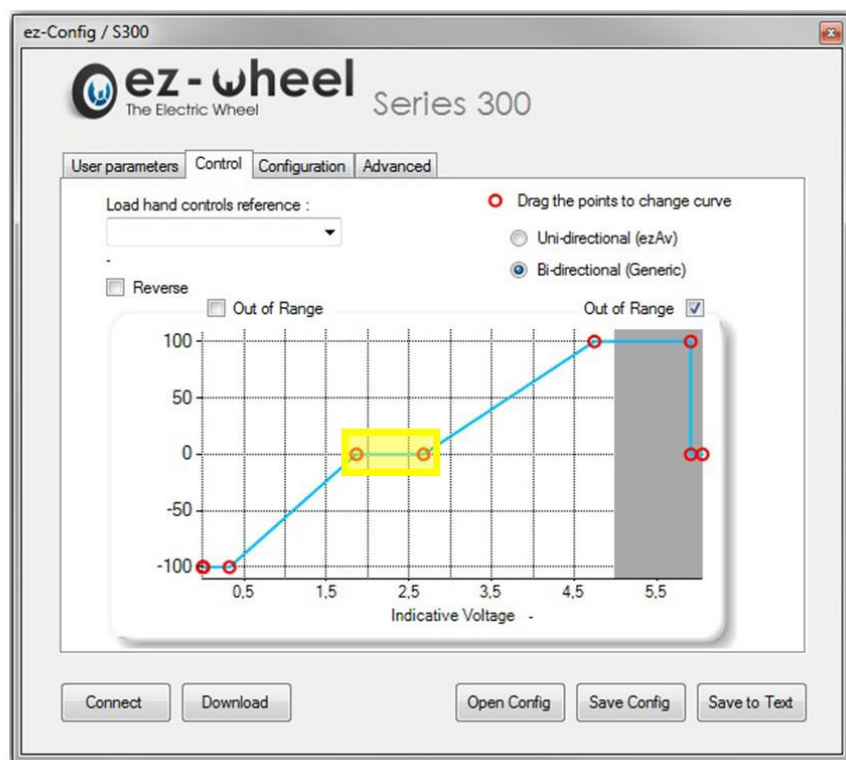 ez-Config / S300
ez-wheel
The Electric Wheel
Series 300
User parameters Control Configuration Advanced
Load hand controls reference :
Drag the points to change curve
Uni-directional (ezAv)
-
Bi-directional (Generic)
Reverse
Out of Range Out of Range
100
50
0
-50
-100
0,5 1,5 2,5 3,5 4,5 5,5
Indicative Voltage -
Connect Download Open Config Save Config Save to Text